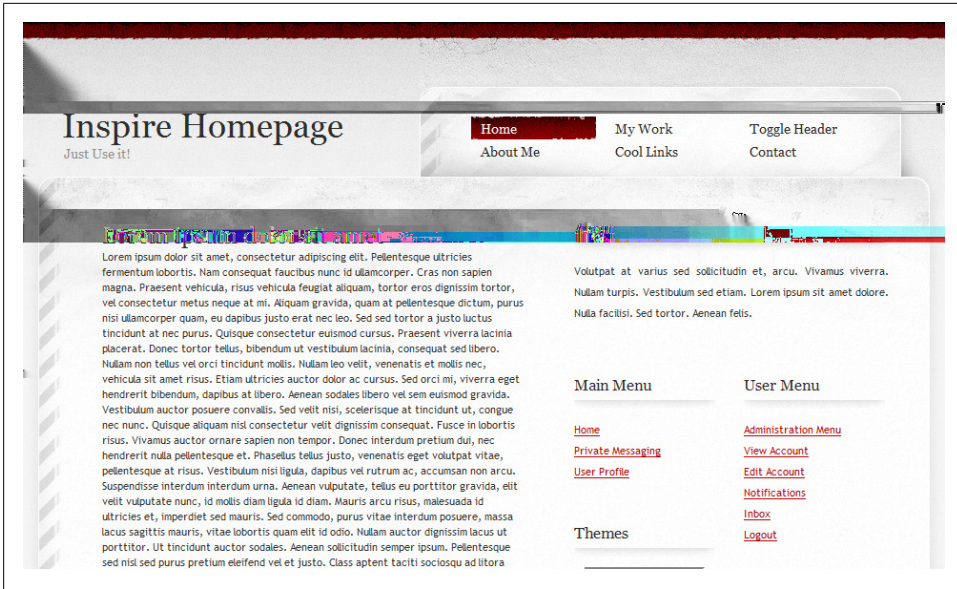 Inspire Homepage
Just Use it!
Home My Work Toggle Header
About Me Cool Links Contact
Lorem ipsum dolor sit amet, consectetur adipiscing elit. Pellentesque ultricies
fermentum lobortis. Nam consequat faucibus nunc id ullamcorper. Cras non sapien
magna. Praesent vehicula, risus vehicula feugiat aliquam, tortor eros dignissim tortor,
vel consectetur metus neque at mi. Aliquam gravida, quam at pellentesque dictum, purus
nisi ullamcorper quam, eu dapibus justo erat nec leo. Sed sed tortor a justo luctus
tincidunt at nec purus. Quisque consectetur euismod cursus. Praesent viverra lacinia
placerat. Donec tortor tellus, bibendum ut vestibulum lacinia, consequat sed libero.
Nullam non tellus vel orci tincidunt mollis. Nullam leo velit, venenatis et mollis nec,
vehicula sit amet risus. Etiam ultricies auctor dolor ac cursus. Sed orci mi, viverra eget
hendrerit bibendum, dapibus at libero. Aenean sodales libero vel sem euismod gravida.
Vestibulum auctor posuere convallis. Sed velit nisi, scelerisque at tincidunt ut, congue
nec nunc. Quisque aliquam nisl consectetur velit dignissim consequat. Fusce in lobortis
risus. Vivamus auctor ornare sapien non tempor. Donec interdum pretium dui, nec
hendrerit nulla pellentesque et. Phasellus tellus justo, venenatis eget volutpat vitae,
pellentesque at risus. Vestibulum nisi ligula, dapibus vel rutrum ac, accumsan non arcu.
Suspendisse interdum interdum urna. Aenean vulputate, tellus eu porttitor gravida, elit
velit vulputate nunc, id mollis diam ligula id diam. Mauris arcu risus, malesuada id
ultricies et, imperdiet sed mauris. Sed commodo, purus vitae interdum posuere, massa
lacus sagittis mauris, vitae lobortis quam elit id odio. Nullam auctor dignissim lacus ut
porttitor. Ut tincidunt auctor sodales. Aenean sollicitudin semper ipsum. Pellentesque
sed nisl sed purus pretium eleifend vel et justo. Class aptent taciti sociosqu ad litora
Volutpat at varius sed sollicitudin et, arcu. Vivamus viverra.
Nullam turpis. Vestibulum sed etiam. Lorem ipsum sit amet dolore.
Nulla facilisi. Sed tortor. Aenean felis.
Main Menu
Home
Private Messaging
User Profile
User Menu
Administration Menu
View Account
Edit Account
Notifications
Inbox
Logout
Themes